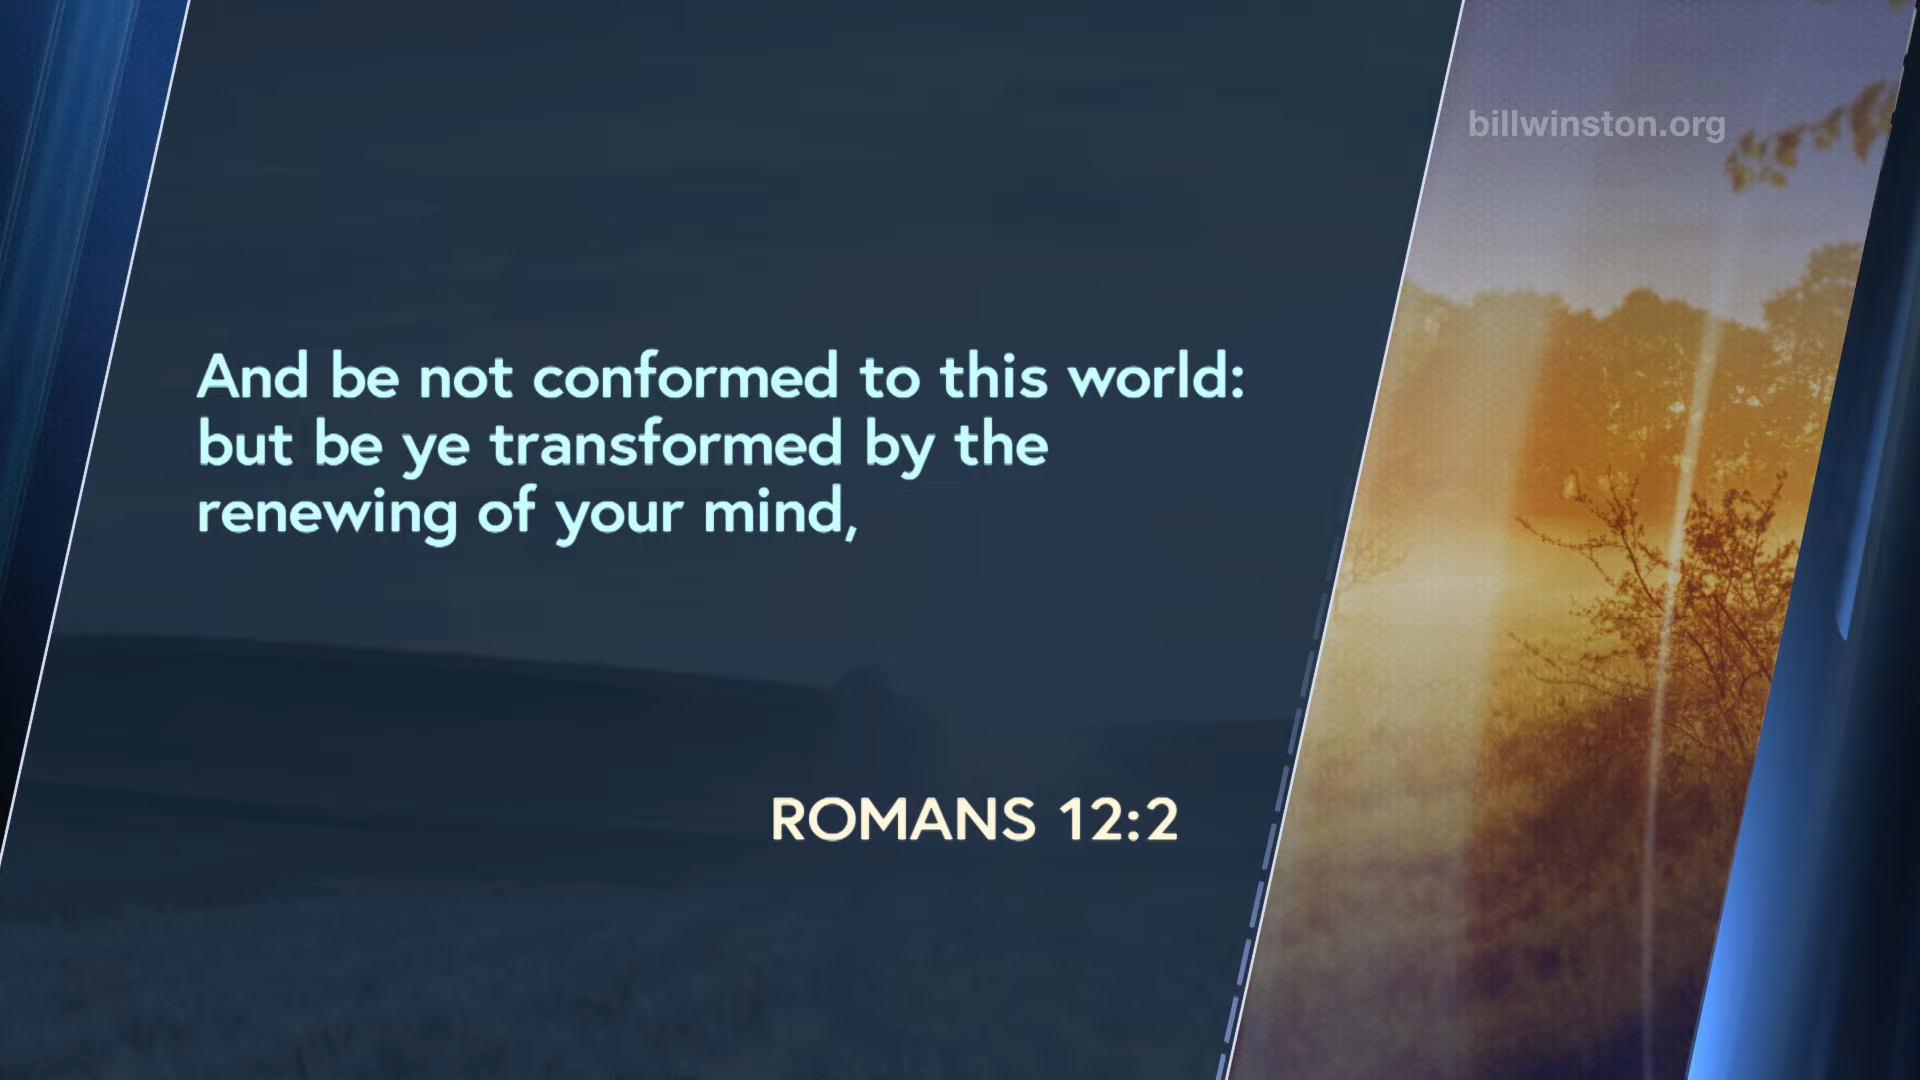 billwinston.org
And be not conformed to this world:
but be ye transformed by the
renewing of your mind,
ROMANS 12:2